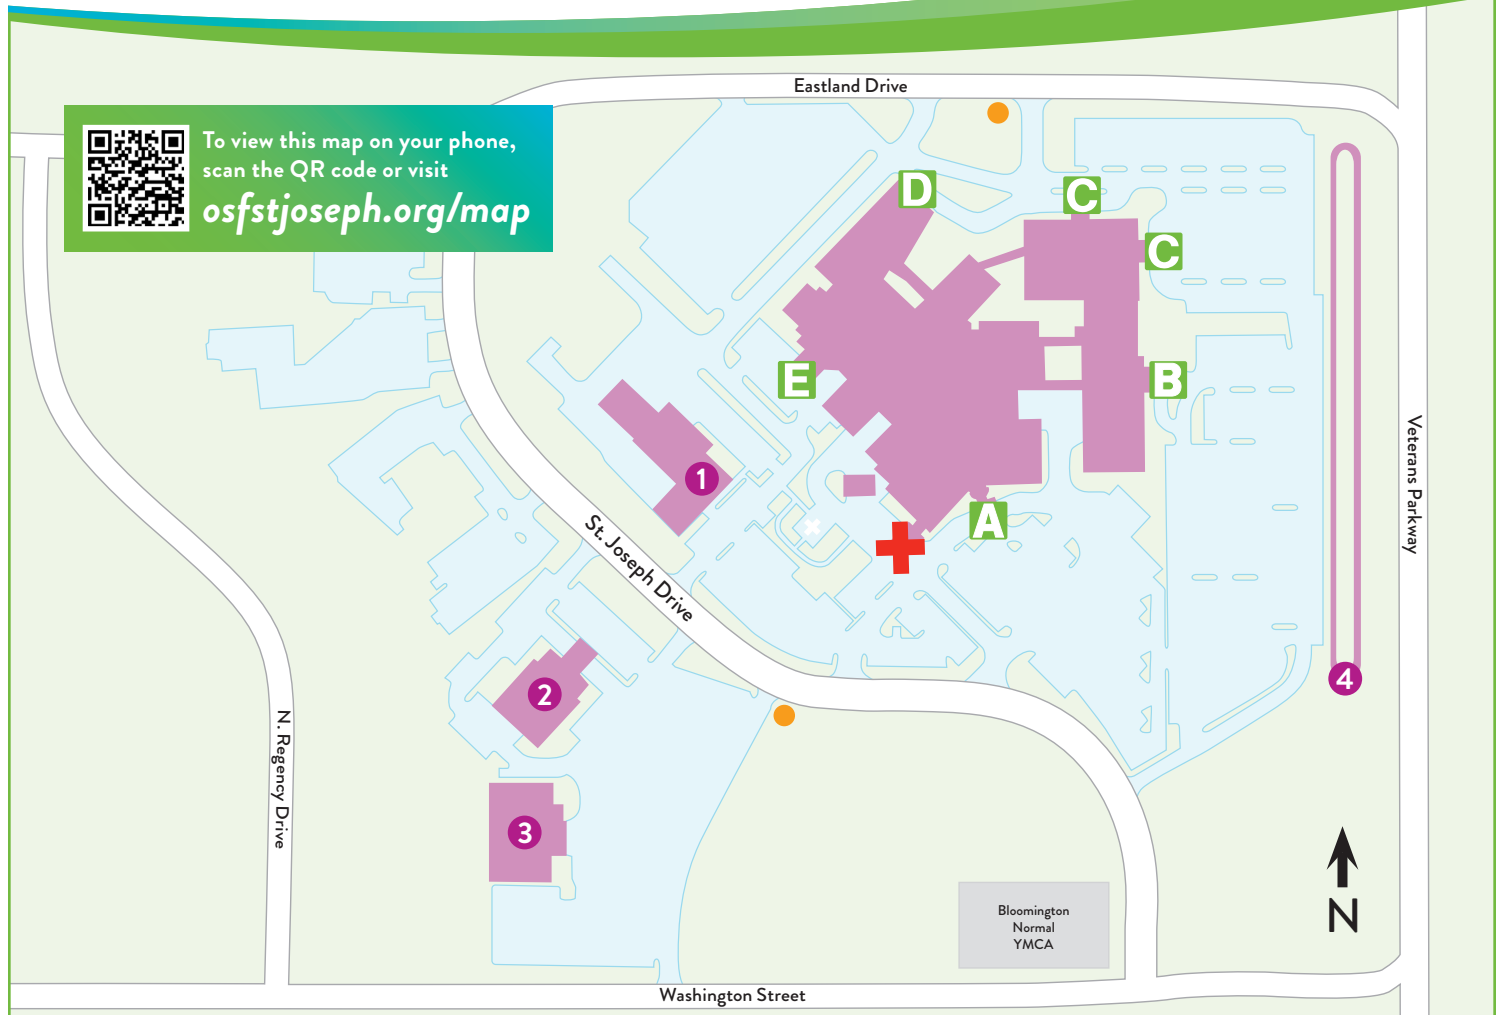 Eastland Drive
To view this map on your phone,
scan the QR code or visit
osfstjoseph.org/map
D
C
C
E
B
1
A
St. Joseph Drive
Veterans Parkway
2
4
N. Regency Drive
3
N
Bloomington
Normal
YMCA
Washington Street